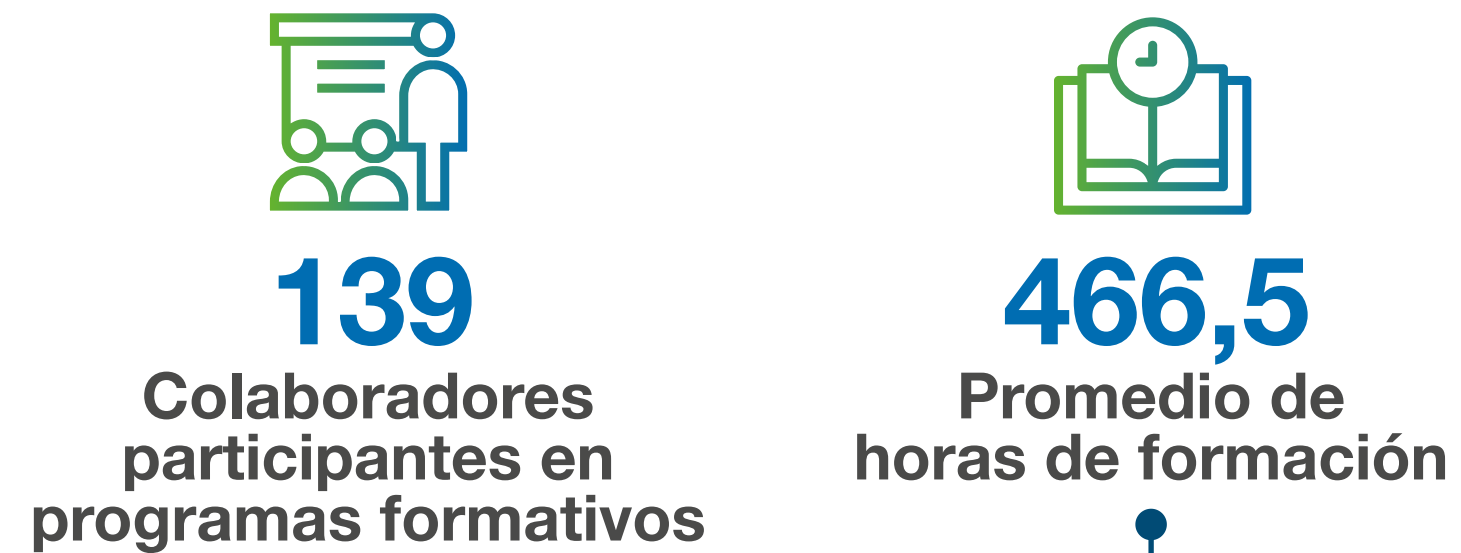 139
Colaboradores
participantes en
programas formativos
466,5
Promedio de
horas de formación